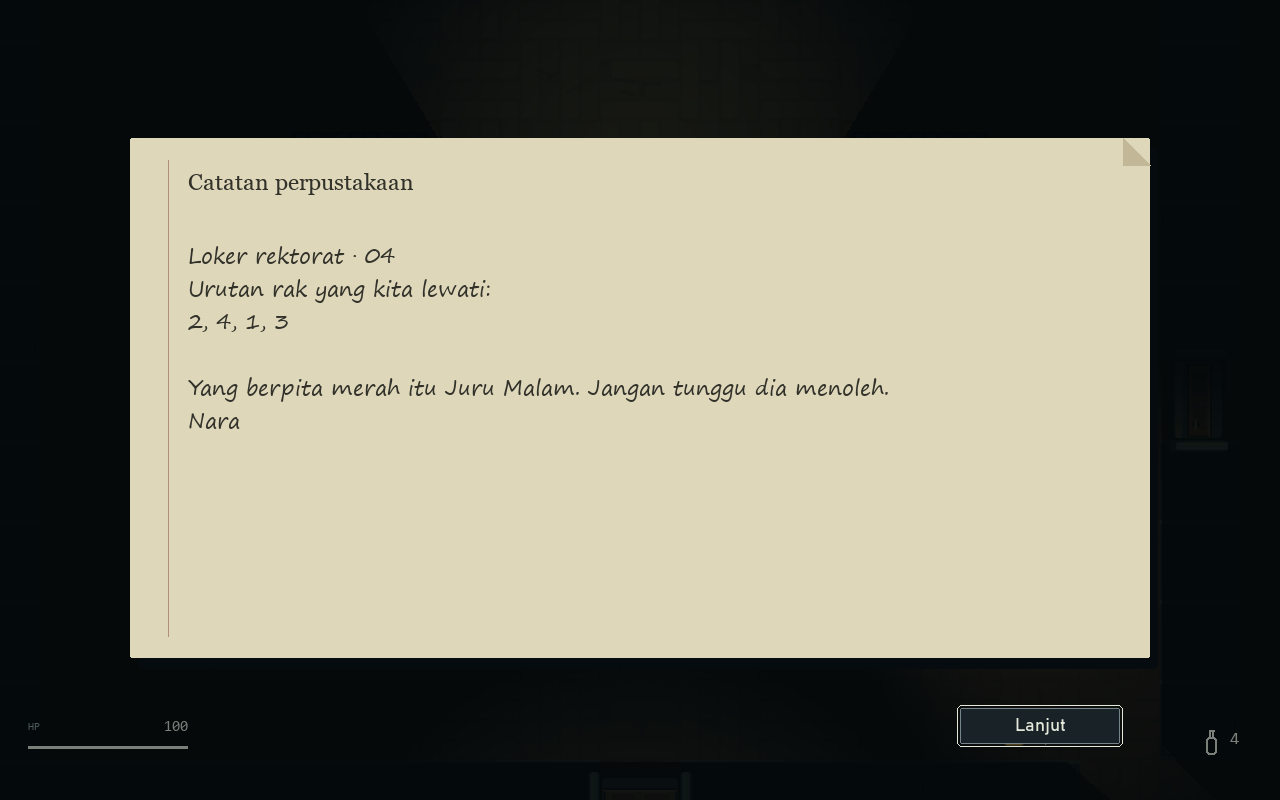 Catatan perpustakaan
Loker rektorat · 04
Urutan rak yang kita lewati:
2, 4, 1, 3
Yang berpita merah itu Juru Malam. Jangan tunggu dia menoleh.
Nara
HP 100
Lanjut
4